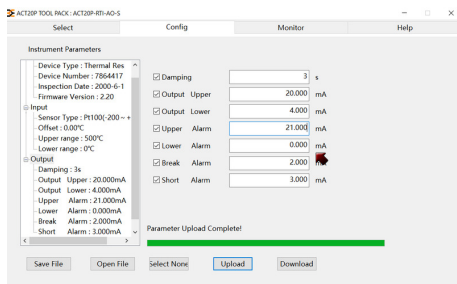 ACT20P TOOL PACK : ACT20P-RTI-AO-S
Select Config Monitor Help
Instrument Parameters
Device Type : Thermal Res
Device Number : 7864417
Inspection Date : 2000-6-1
Firmware Version : 2.20
Input
Sensor Type : Pt100(-200 ~ +
Offset : 0.00℃
Upper range : 500℃
Lower range : 0℃
Output
Damping : 3s
Output Upper : 20.000mA
Output Lower : 4.000mA
Upper Alarm : 21.000mA
Lower Alarm : 0.000mA
Break Alarm : 2.000mA
Short Alarm : 3.000mA
Damping 3 s
Output Upper 20.000 mA
Output Lower 4.000 mA
Upper Alarm 21.000 mA
Lower Alarm 0.000 mA
Break Alarm 2.000
Short Alarm 3.000 mA
Parameter Upload Complete!
Save File Open File Select None Upload Download